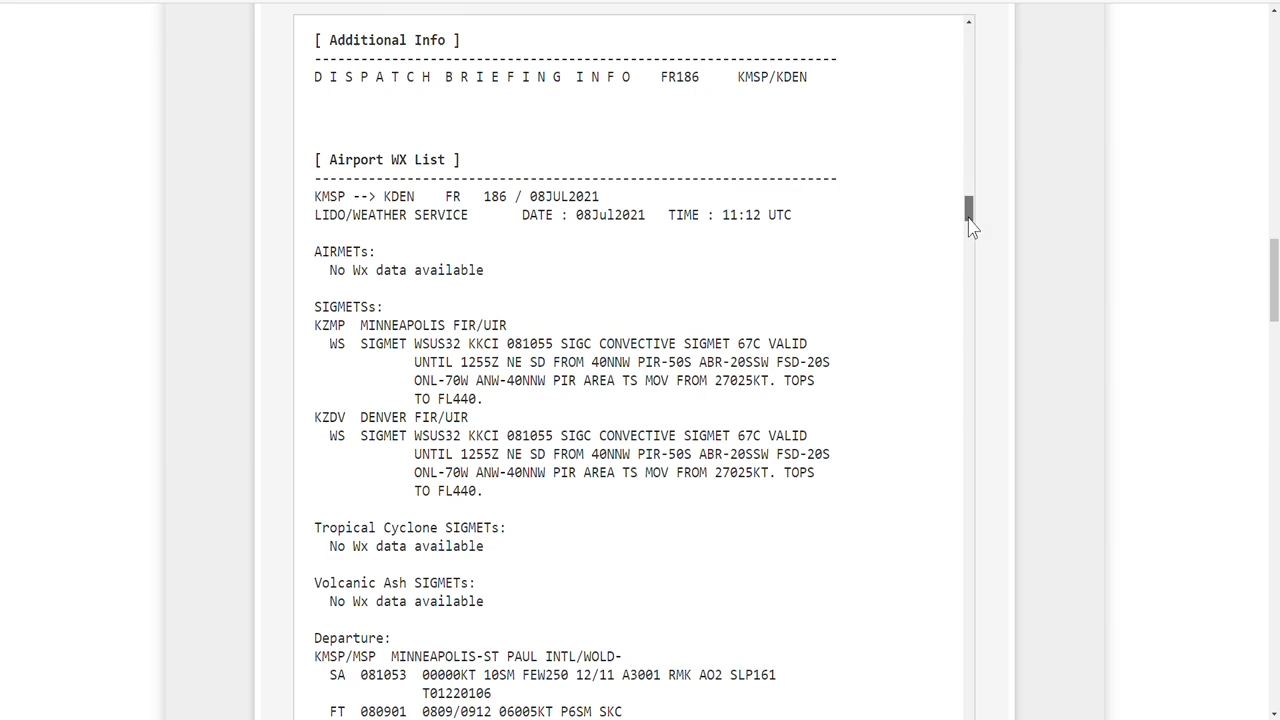 [ Additional Info ]
--------------------------------------------------------------------
D I S P A T C H  B R I E F I N G  I N F O    FR186     KMSP/KDEN
[ Airport WX List ]
--------------------------------------------------------------------
KMSP --> KDEN    FR   186 / 08JUL2021
LIDO/WEATHER SERVICE       DATE : 08Jul2021   TIME : 11:12 UTC
AIRMETs:
  No Wx data available
SIGMETSs:
KZMP  MINNEAPOLIS FIR/UIR
  WS  SIGMET WSUS32 KKCI 081055 SIGC CONVECTIVE SIGMET 67C VALID
             UNTIL 1255Z NE SD FROM 40NNW PIR-50S ABR-20SSW FSD-20S
             ONL-70W ANW-40NNW PIR AREA TS MOV FROM 27025KT. TOPS
             TO FL440.
KZDV  DENVER FIR/UIR
  WS  SIGMET WSUS32 KKCI 081055 SIGC CONVECTIVE SIGMET 67C VALID
             UNTIL 1255Z NE SD FROM 40NNW PIR-50S ABR-20SSW FSD-20S
             ONL-70W ANW-40NNW PIR AREA TS MOV FROM 27025KT. TOPS
             TO FL440.
Tropical Cyclone SIGMETs:
  No Wx data available
Volcanic Ash SIGMETs:
  No Wx data available
Departure:
KMSP/MSP  MINNEAPOLIS-ST PAUL INTL/WOLD-
  SA  081053  00000KT 10SM FEW250 12/11 A3001 RMK AO2 SLP161
              T01220106
  FT  080901  0809/0912 06005KT P6SM SKC